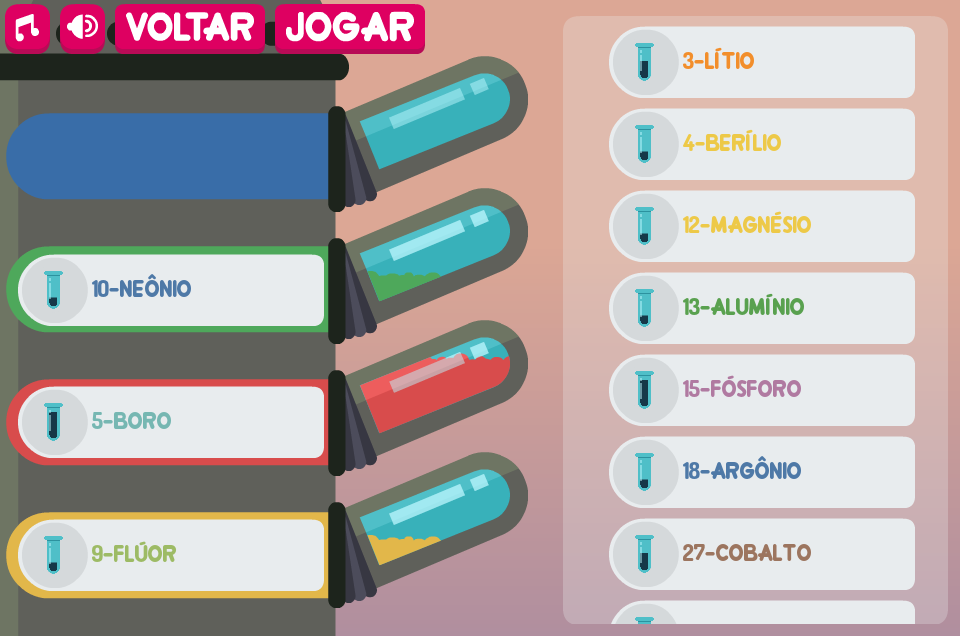 VOLTAR
JOGAR
10-NEÔNIO
5-BORO
9-FLÚOR
3-LÍTIO
4-BERÍLIO
12-MAGNÉSIO
13-ALUMÍNIO
15-FÓSFORO
18-ARGÔNIO
27-COBALTO